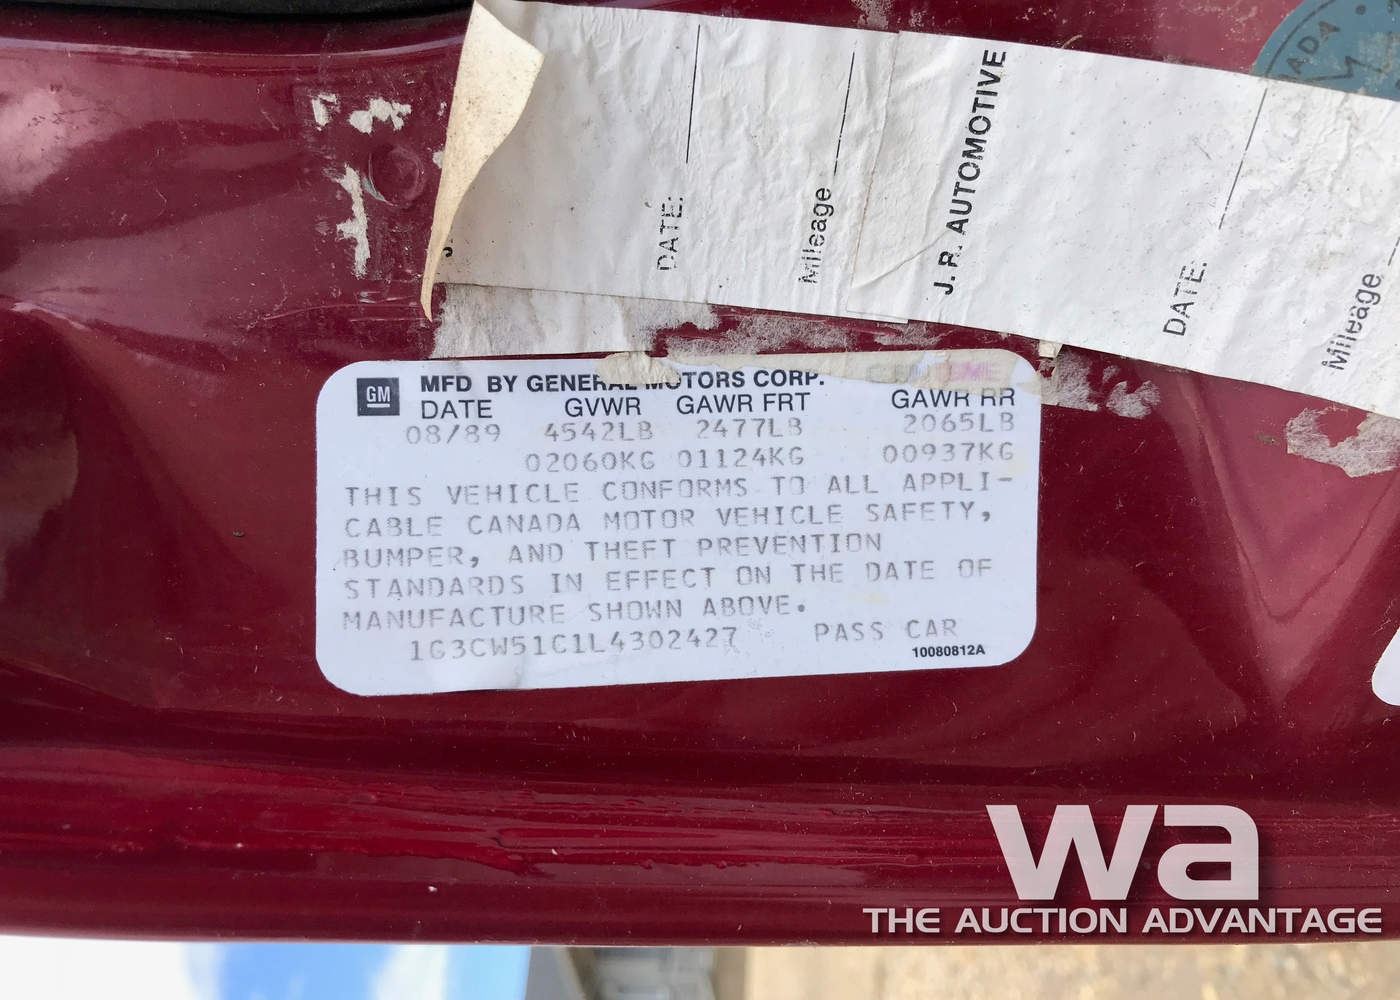 DATE:
Mileage
J. R. AUTOMOTIVE
DATE:
Mileage
ADA
GM
MFD BY GENERAL MOTORS CORP.
DATE GVWR GAWR FRT GAWR RR
08/89 4542LB 2477LB 2065LB
02060KG 01124KG 00937KG
THIS VEHICLE CONFORMS TO ALL APPLI-
CABLE CANADA MOTOR VEHICLE SAFETY,
BUMPER, AND THEFT PREVENTION
STANDARDS IN EFFECT ON THE DATE OF
MANUFACTURE SHOWN ABOVE.
1G3CW51C1L4302427 PASS CAR
10080812A
wa
THE AUCTION ADVANTAGE